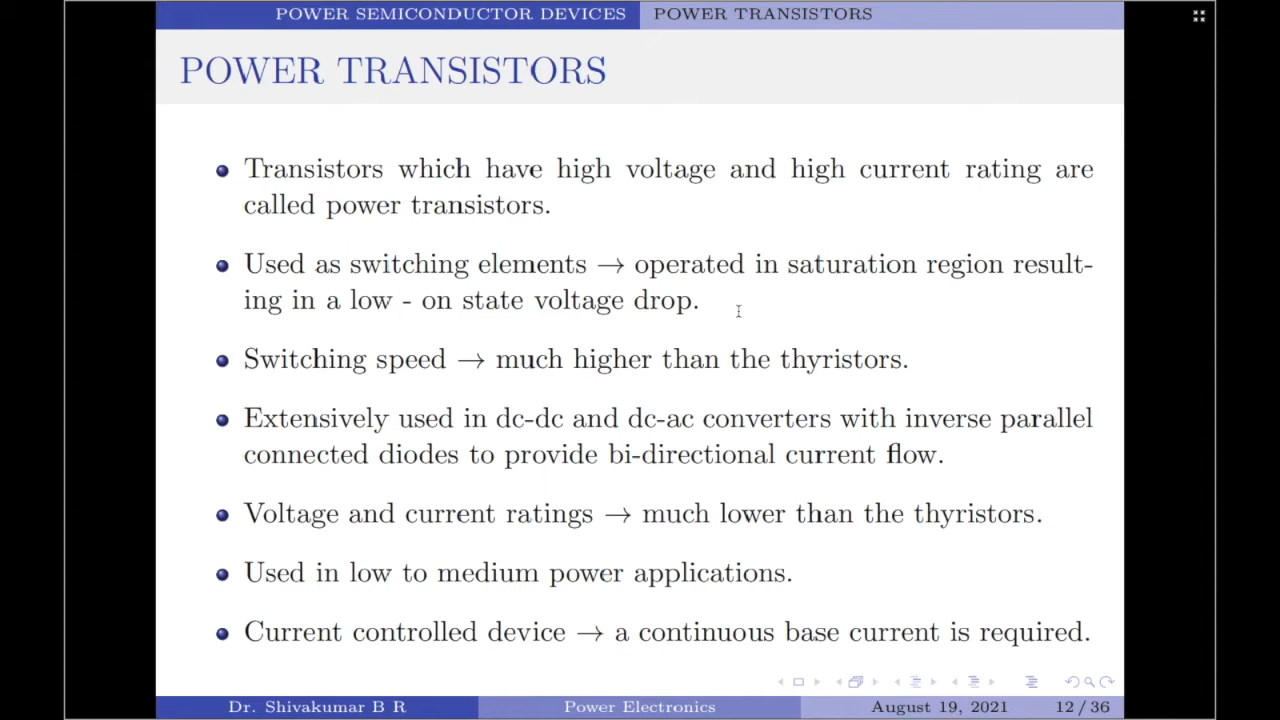 POWER SEMICONDUCTOR DEVICES POWER TRANSISTORS
POWER TRANSISTORS
Transistors which have high voltage and high current rating are
called power transistors.
Used as switching elements → operated in saturation region result-
ing in a low - on state voltage drop.
Switching speed → much higher than the thyristors.
Extensively used in dc-dc and dc-ac converters with inverse parallel
connected diodes to provide bi-directional current flow.
Voltage and current ratings → much lower than the thyristors.
Used in low to medium power applications.
Current controlled device → a continuous base current is required.
Dr. Shivakumar B R Power Electronics August 19, 2021 12 / 36